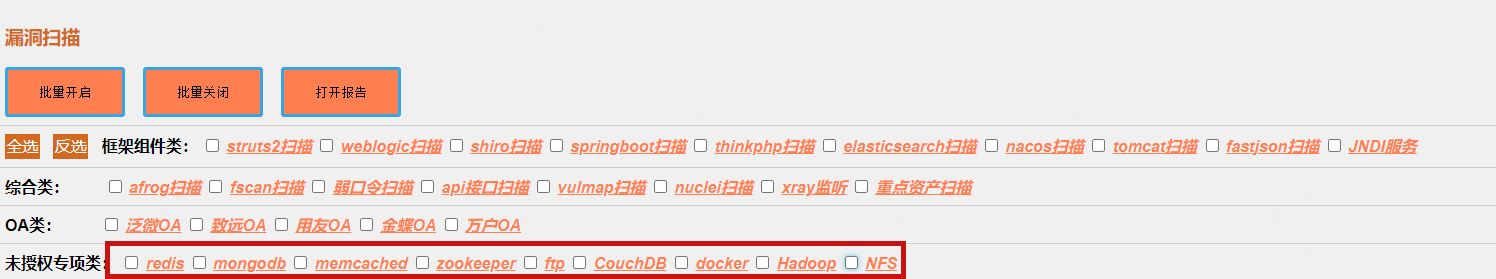 漏洞扫描
批量开启 批量关闭 打开报告
全选 反选 框架组件类: struts2扫描 weblogic扫描 shiro扫描 springboot扫描 thinkphp扫描 elasticsearch扫描 nacos扫描 tomcat扫描 fastjson扫描 JNDI服务
综合类: afrog扫描 fscan扫描 弱口令扫描 api接口扫描 vulmap扫描 nuclei扫描 xray监听 重点资产扫描
OA类: 泛微OA 致远OA 用友OA 金蝶OA 万户OA
未授权专项类: redis mongodb memcached zookeeper ftp CouchDB docker Hadoop NFS